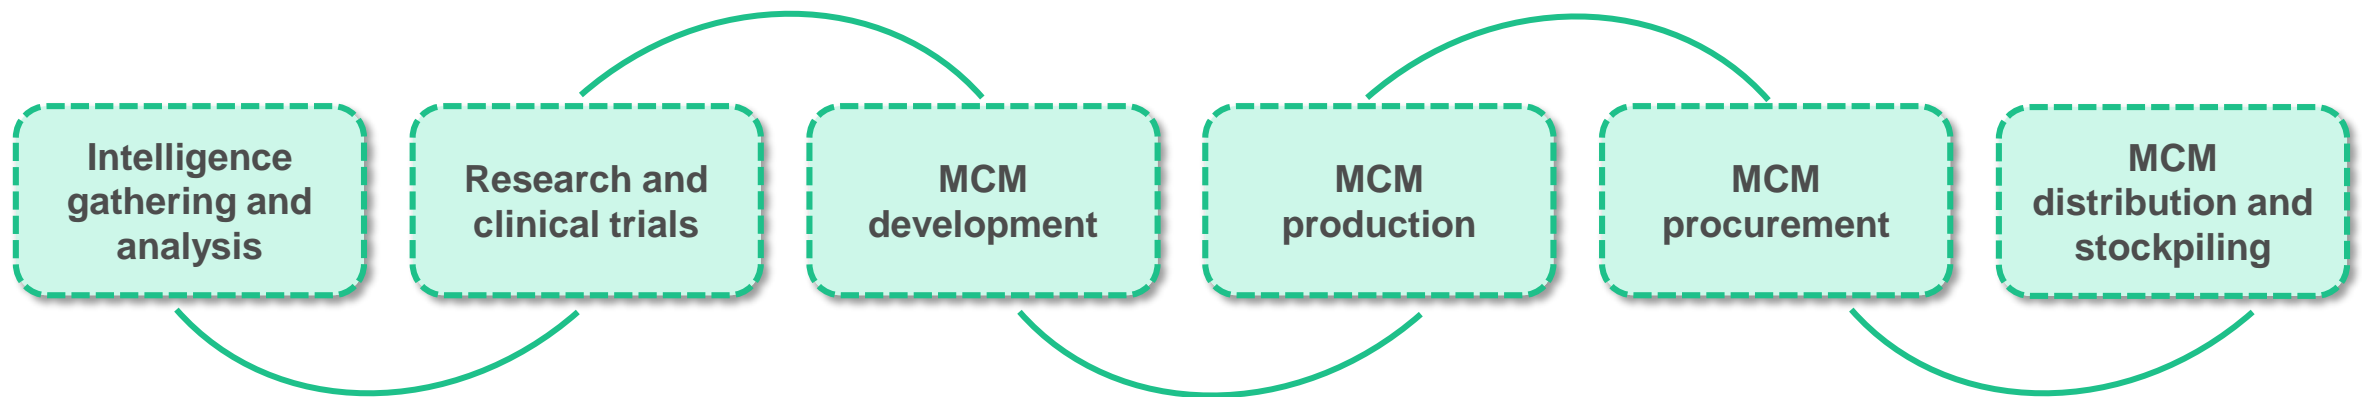 Intelligence
gathering and
analysis
Research and
clinical trials
MCM
development
MCM
production
MCM
procurement
MCM
distribution and
stockpiling